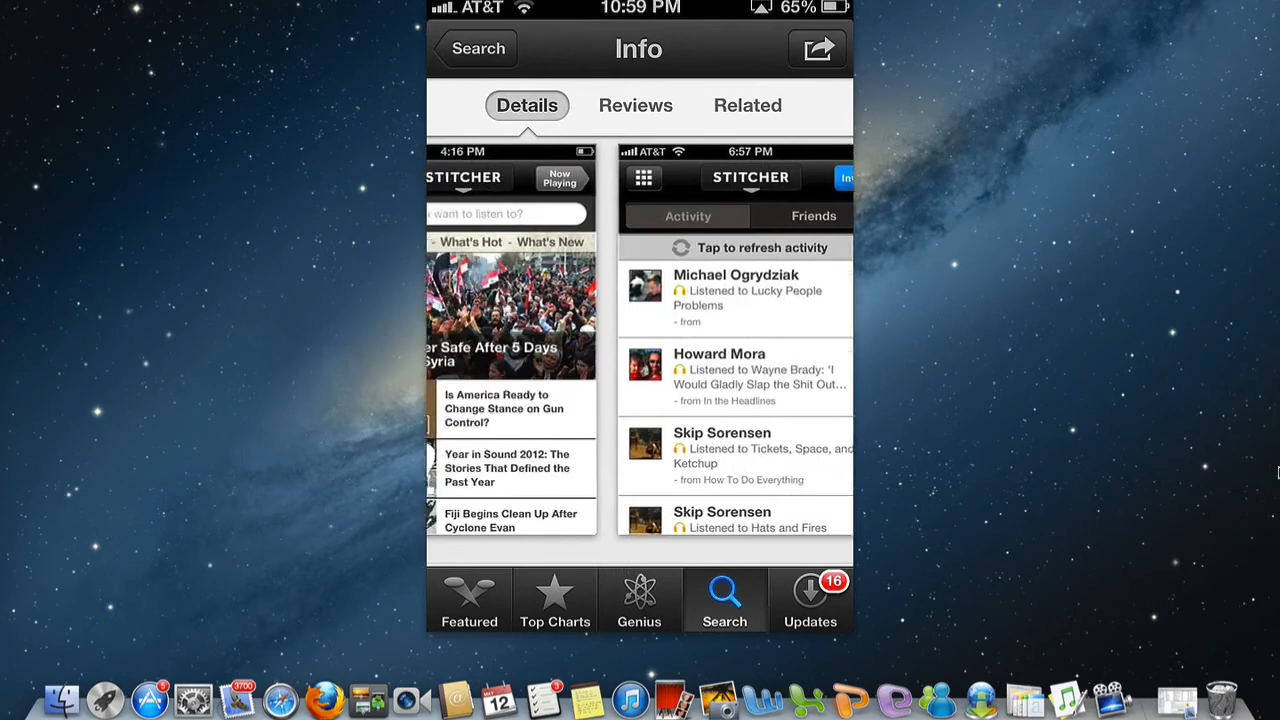 AT&T 10:59 PM 65%
Search Info
Details Reviews Related
4:16 PM
STITCHER Now
Playing
want to listen to?
- What's Hot - What's New
er Safe After 5 Days
Syria
Is America Ready to
Change Stance on Gun
Control?
Year in Sound 2012: The
Stories That Defined the
Past Year
Fiji Begins Clean Up After
Cyclone Evan
AT&T 6:57 PM
STITCHER
Activity Friends
Tap to refresh activity
Michael Ogrydziak
Listened to Lucky People
Problems
- from
Howard Mora
Listened to Wayne Brady: 'I
Would Gladly Slap the Shit Out...
- from In the Headlines
Skip Sorensen
Listened to Tickets, Space, and
Ketchup
- from How To Do Everything
Skip Sorensen
Listened to Hats and Fires
Featured Top Charts Genius Search Updates
16
5 3700 12 3